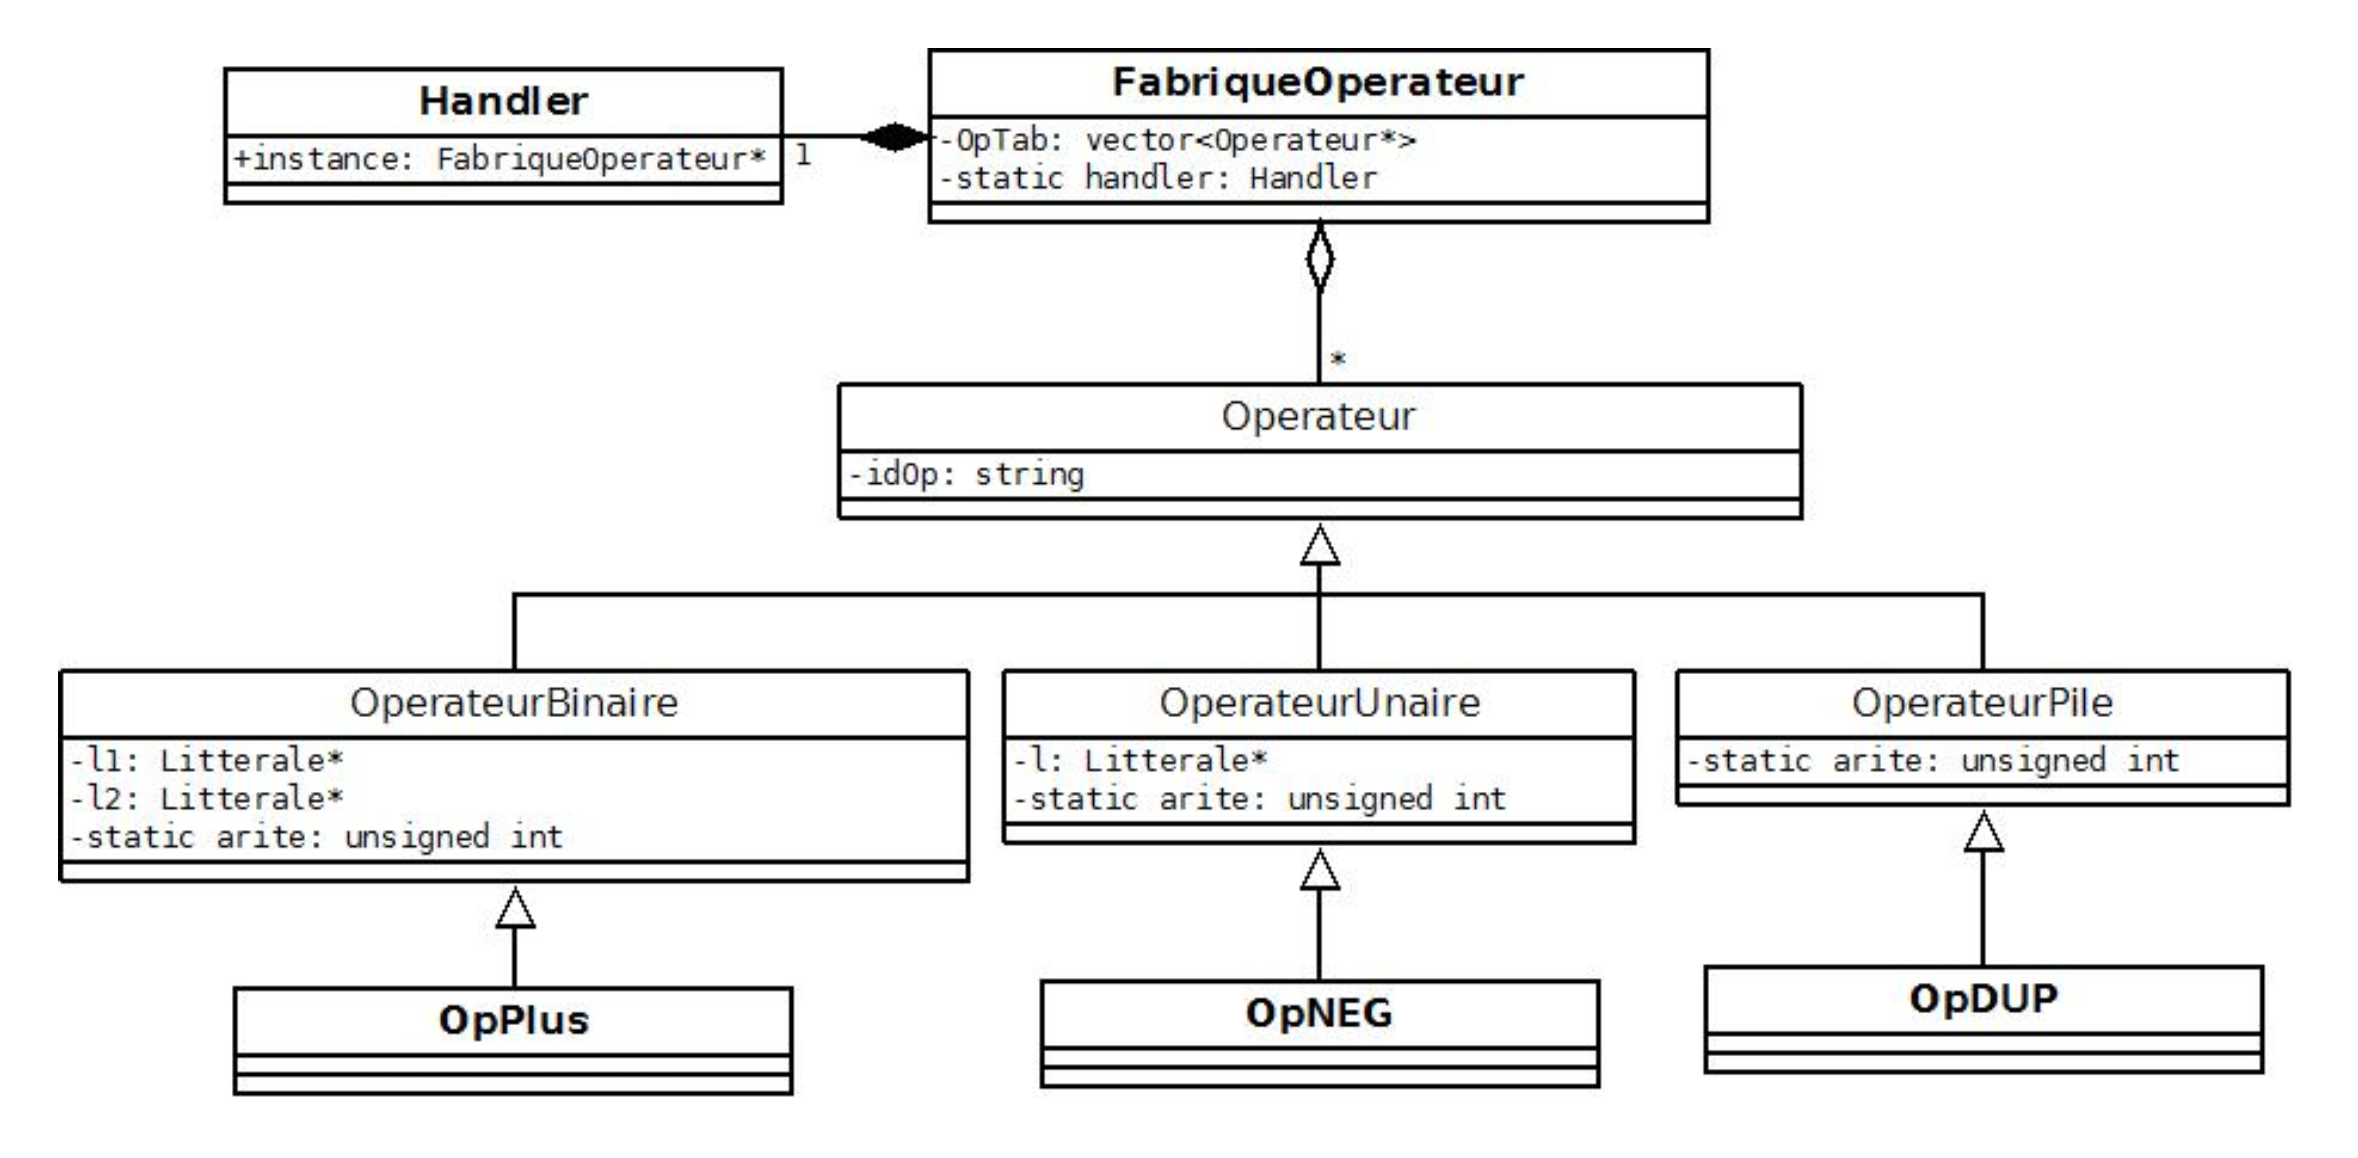 Handler
+instance: FabriqueOperateur*
1
FabriqueOperateur
-OpTab: vector<Operateur*>
-static handler: Handler
*
Operateur
-idOp: string
OperateurBinaire
-l1: Litterale*
-l2: Litterale*
-static arite: unsigned int
OperateurUnaire
-l: Litterale*
-static arite: unsigned int
OperateurPile
-static arite: unsigned int
OpPlus
OpNEG
OpDUP